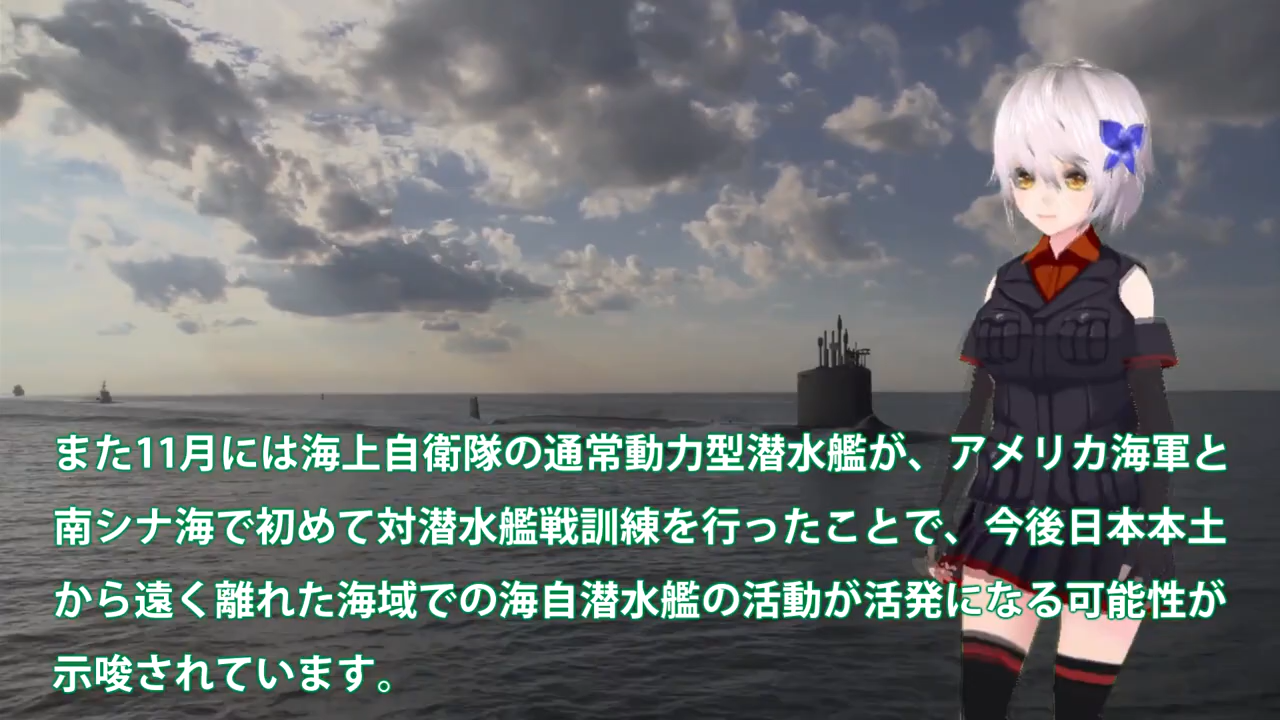 また11月には海上自衛隊の通常動力型潜水艦が、アメリカ海軍と
南シナ海で初めて対潜水艦戦訓練を行ったことで、今後日本本土
から遠く離れた海域での海自潜水艦の活動が活発になる可能性が
示唆されています。